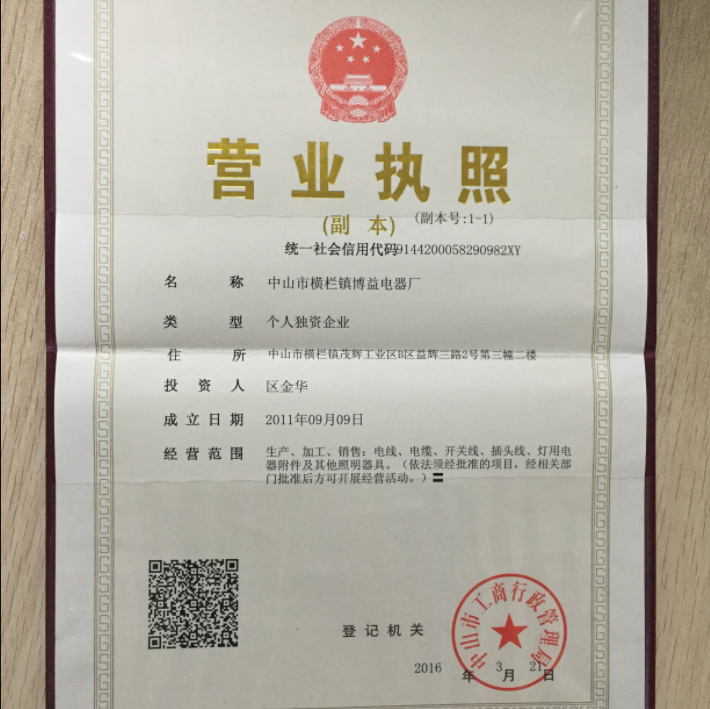 营业执照
(副 本) (副本号:1-1)
统一社会信用代码9144200058290982XY
名 称 中山市横栏镇博益电器厂
类 型 个人独资企业
住 所 中山市横栏镇茂辉工业区B区益辉三路2号第三幢二楼
投 资 人 区金华
成 立 日 期 2011年09月09日
经 营 范 围 生产、加工、销售:电线、电缆、开关线、插头线、灯用电
器附件及其他照明器具。(依法须经批准的项目,经相关部
门批准后方可开展经营活动。)〓
登 记 机 关
中山市工商行政管理局
2016 年 3 月 21 日